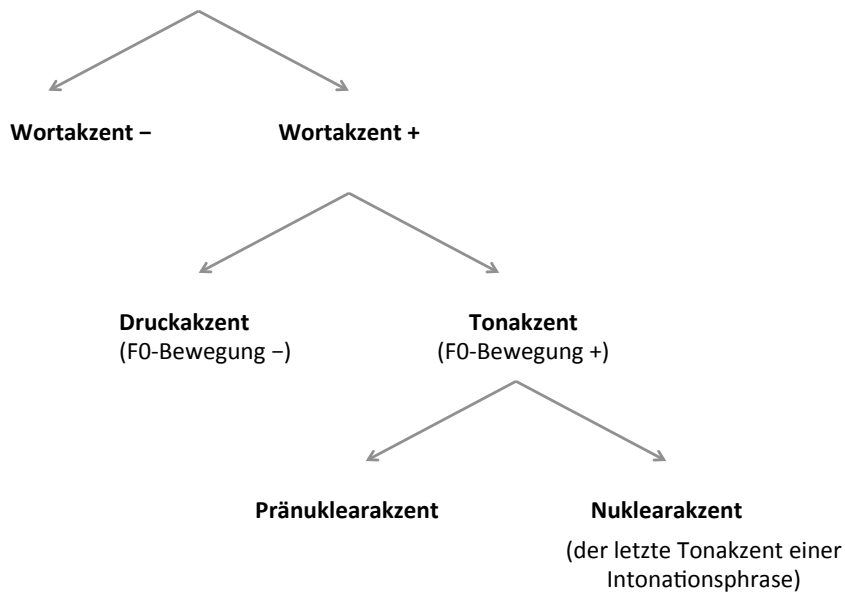 Wortakzent − Wortakzent +
Druckakzent Tonakzent
(F0-Bewegung −) (F0-Bewegung +)
Pränuklearakzent Nuklearakzent
(der letzte Tonakzent einer
Intonationsphrase)